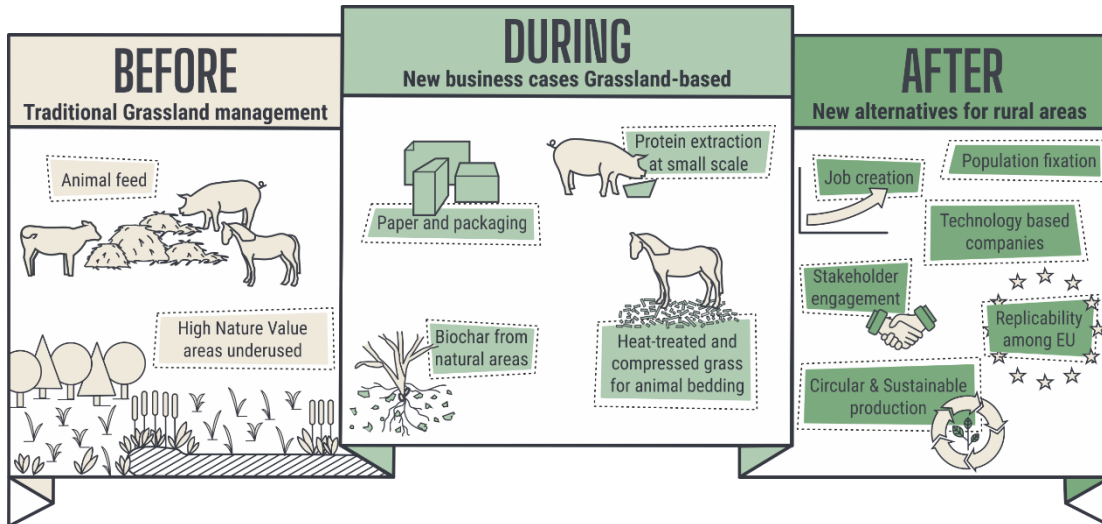 BEFORE
Traditional Grassland management
Animal feed
High Nature Value
areas underused
DURING
New business cases Grassland-based
Protein extraction
at small scale
Paper and packaging
Biochar from
natural areas
Heat-treated and
compressed grass
for animal bedding
AFTER
New alternatives for rural areas
Population fixation
Job creation
Technology based
companies
Stakeholder
engagement
Replicability
among EU
Circular & Sustainable
production